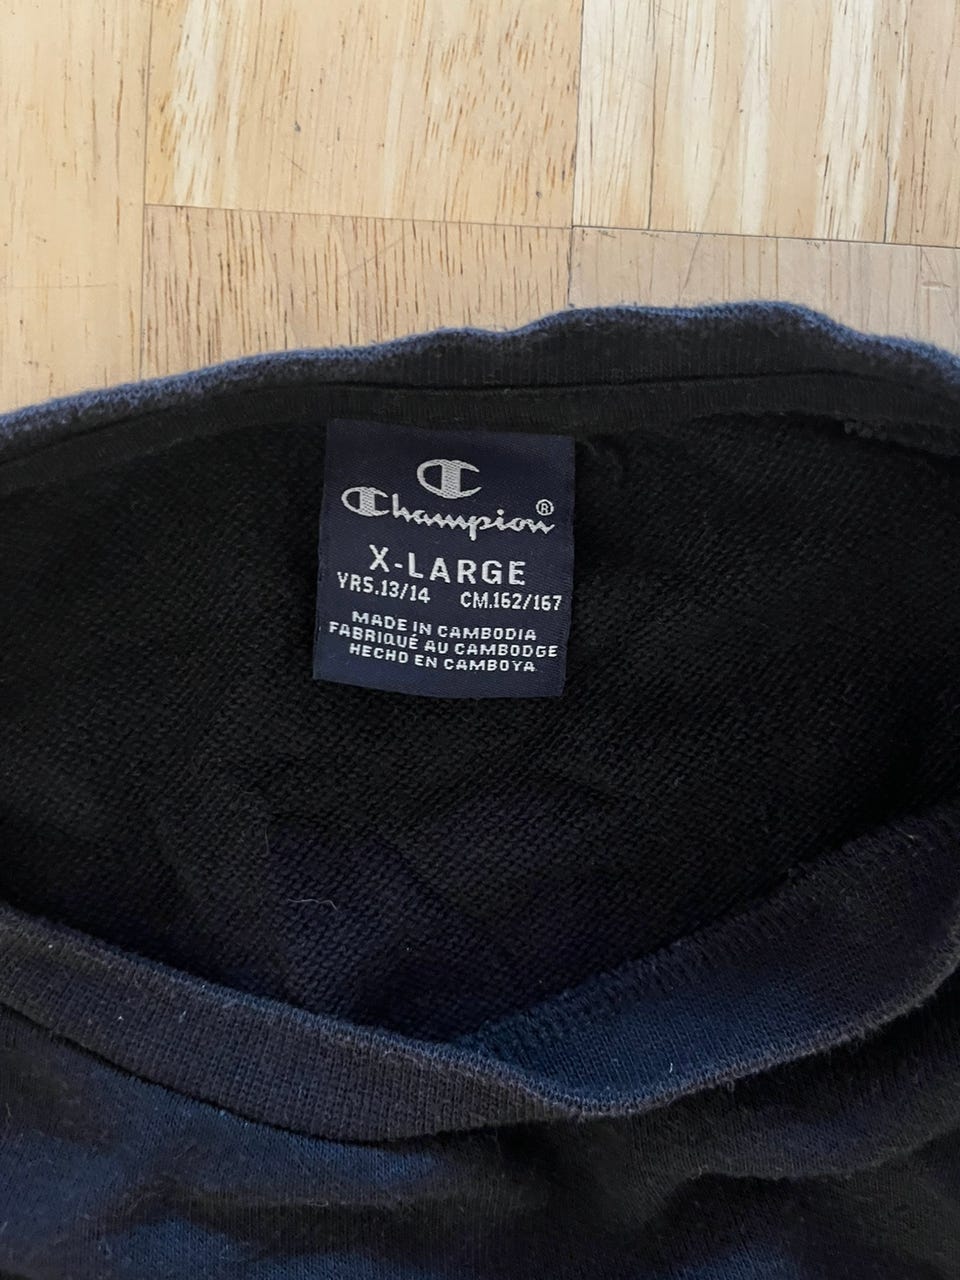 Champion®
X-LARGE
YRS.13/14 CM.162/167
MADE IN CAMBODIA
FABRIQUÉ AU CAMBODGE
HECHO EN CAMBOYA